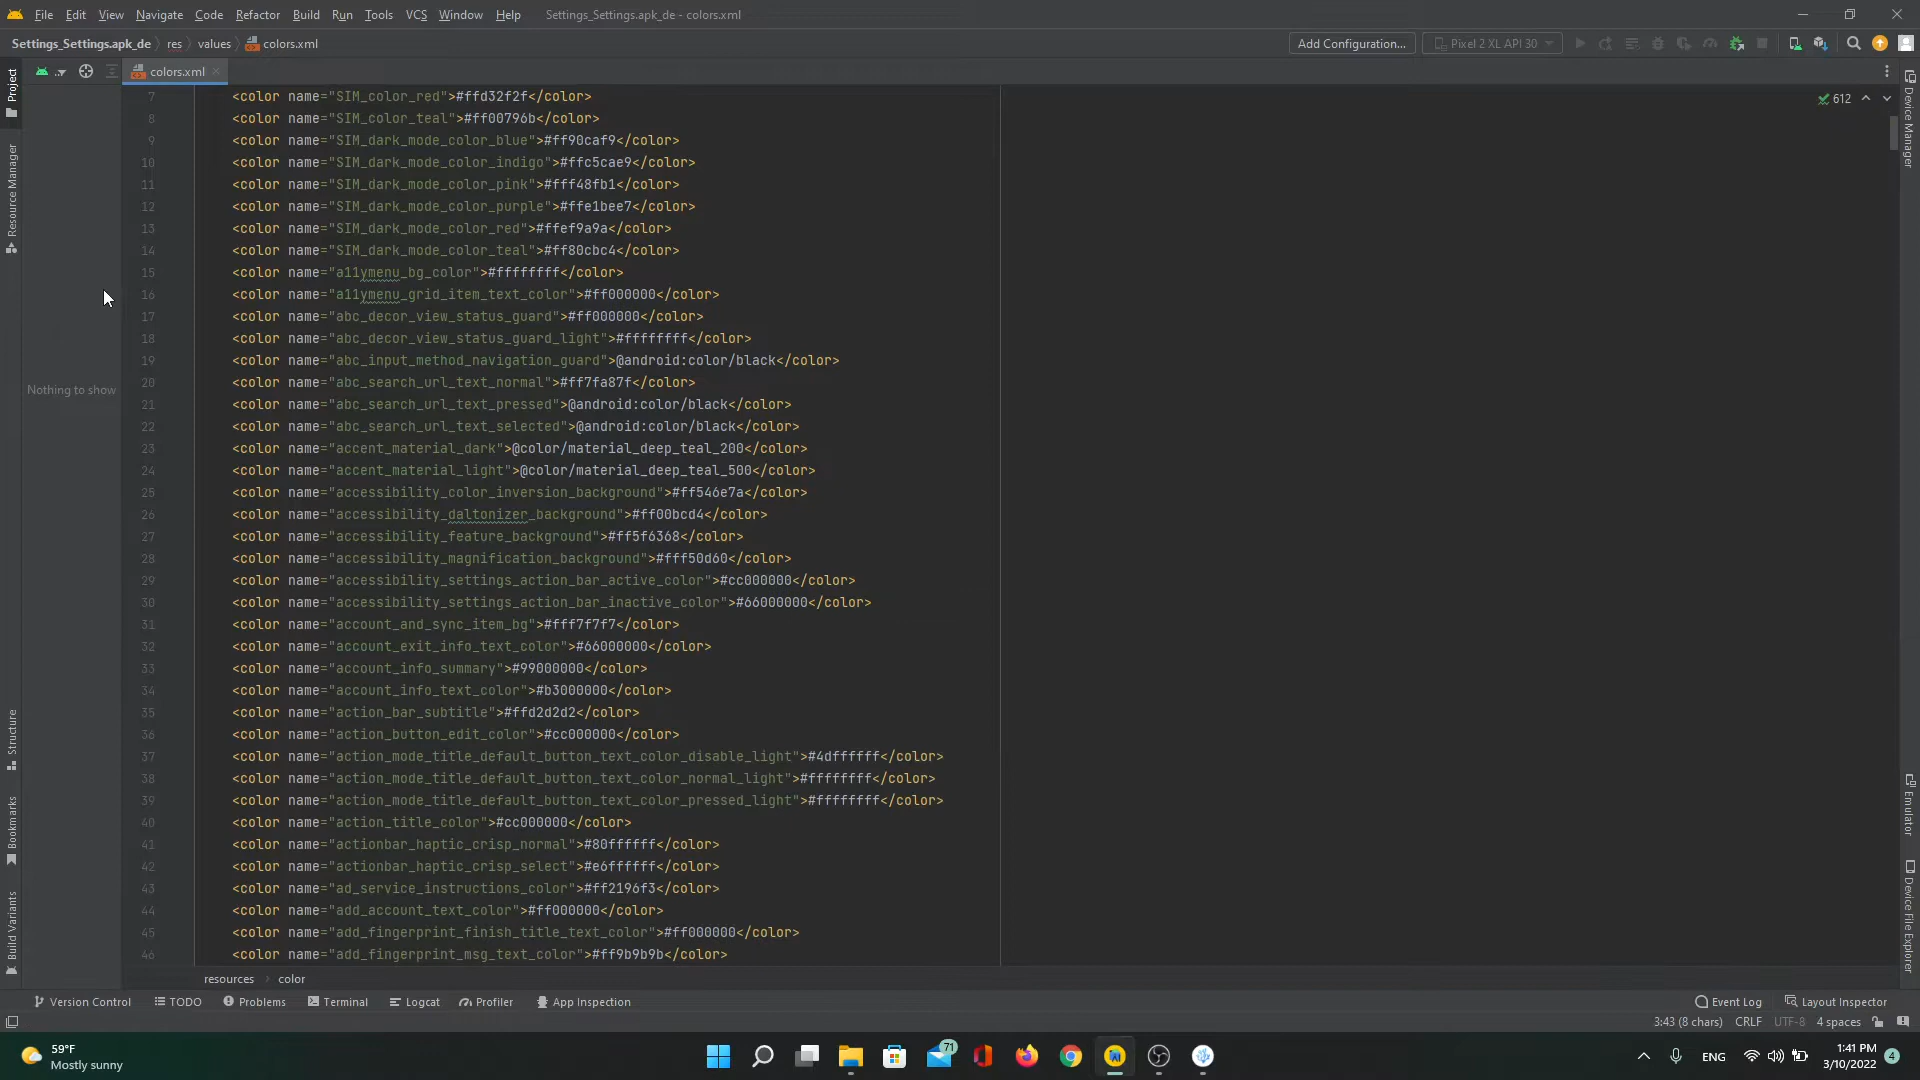 File Edit View Navigate Code Refactor Build Run Tools VCS Window Help Settings_Settings.apk_de - colors.xml
Settings_Settings.apk_de res values colors.xml Add Configuration... Pixel 2 XL API 30
colors.xml
Project
Resource Manager
Nothing to show
Structure
Bookmarks
Build Variants
612
7 <color name="SIM_color_red">#ffd32f2f</color>
8 <color name="SIM_color_teal">#ff00796b</color>
9 <color name="SIM_dark_mode_color_blue">#ff90caf9</color>
10 <color name="SIM_dark_mode_color_indigo">#ffc5cae9</color>
11 <color name="SIM_dark_mode_color_pink">#fff48fb1</color>
12 <color name="SIM_dark_mode_color_purple">#ffe1bee7</color>
13 <color name="SIM_dark_mode_color_red">#ffef9a9a</color>
14 <color name="SIM_dark_mode_color_teal">#ff80cbc4</color>
15 <color name="a11ymenu_bg_color">#ffffffff</color>
16 <color name="a11ymenu_grid_item_text_color">#ff000000</color>
17 <color name="abc_decor_view_status_guard">#ff000000</color>
18 <color name="abc_decor_view_status_guard_light">#ffffffff</color>
19 <color name="abc_input_method_navigation_guard">@android:color/black</color>
20 <color name="abc_search_url_text_normal">#ff7fa87f</color>
21 <color name="abc_search_url_text_pressed">@android:color/black</color>
22 <color name="abc_search_url_text_selected">@android:color/black</color>
23 <color name="accent_material_dark">@color/material_deep_teal_200</color>
24 <color name="accent_material_light">@color/material_deep_teal_500</color>
25 <color name="accessibility_color_inversion_background">#ff546e7a</color>
26 <color name="accessibility_daltonizer_background">#ff00bcd4</color>
27 <color name="accessibility_feature_background">#ff5f6368</color>
28 <color name="accessibility_magnification_background">#fff50d60</color>
29 <color name="accessibility_settings_action_bar_active_color">#cc000000</color>
30 <color name="accessibility_settings_action_bar_inactive_color">#66000000</color>
31 <color name="account_and_sync_item_bg">#fff7f7f7</color>
32 <color name="account_exit_info_text_color">#66000000</color>
33 <color name="account_info_summary">#99000000</color>
34 <color name="account_info_text_color">#b3000000</color>
35 <color name="action_bar_subtitle">#ffd2d2d2</color>
36 <color name="action_button_edit_color">#cc000000</color>
37 <color name="action_mode_title_default_button_text_color_disable_light">#4dffffff</color>
38 <color name="action_mode_title_default_button_text_color_normal_light">#ffffffff</color>
39 <color name="action_mode_title_default_button_text_color_pressed_light">#ffffffff</color>
40 <color name="action_title_color">#cc000000</color>
41 <color name="actionbar_haptic_crisp_normal">#80ffffff</color>
42 <color name="actionbar_haptic_crisp_select">#e6ffffff</color>
43 <color name="ad_service_instructions_color">#ff2196f3</color>
44 <color name="add_account_text_color">#ff000000</color>
45 <color name="add_fingerprint_finish_title_text_color">#ff000000</color>
46 <color name="add_fingerprint_msg_text_color">#ff9b9b9b</color>
Device Manager
Emulator
Device File Explorer
resources color
Version Control TODO Problems Terminal Logcat Profiler App Inspection Event Log Layout Inspector
3:43 (8 chars) CRLF UTF-8 4 spaces
59°F
Mostly sunny
71
ENG
1:41 PM
3/10/2022
4